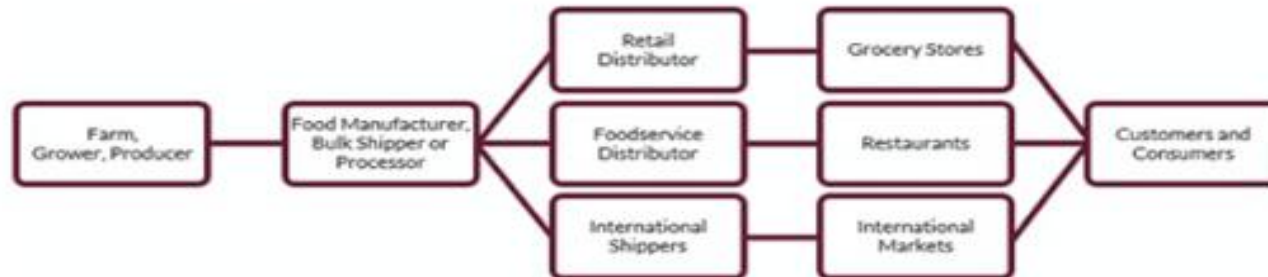 Farm,
Grower, Producer
Food Manufacturer,
Bulk Shipper or
Processor
Retail
Distributor
Grocery Stores
Foodservice
Distributor
Restaurants
International
Shippers
International
Markets
Customers and
Consumers